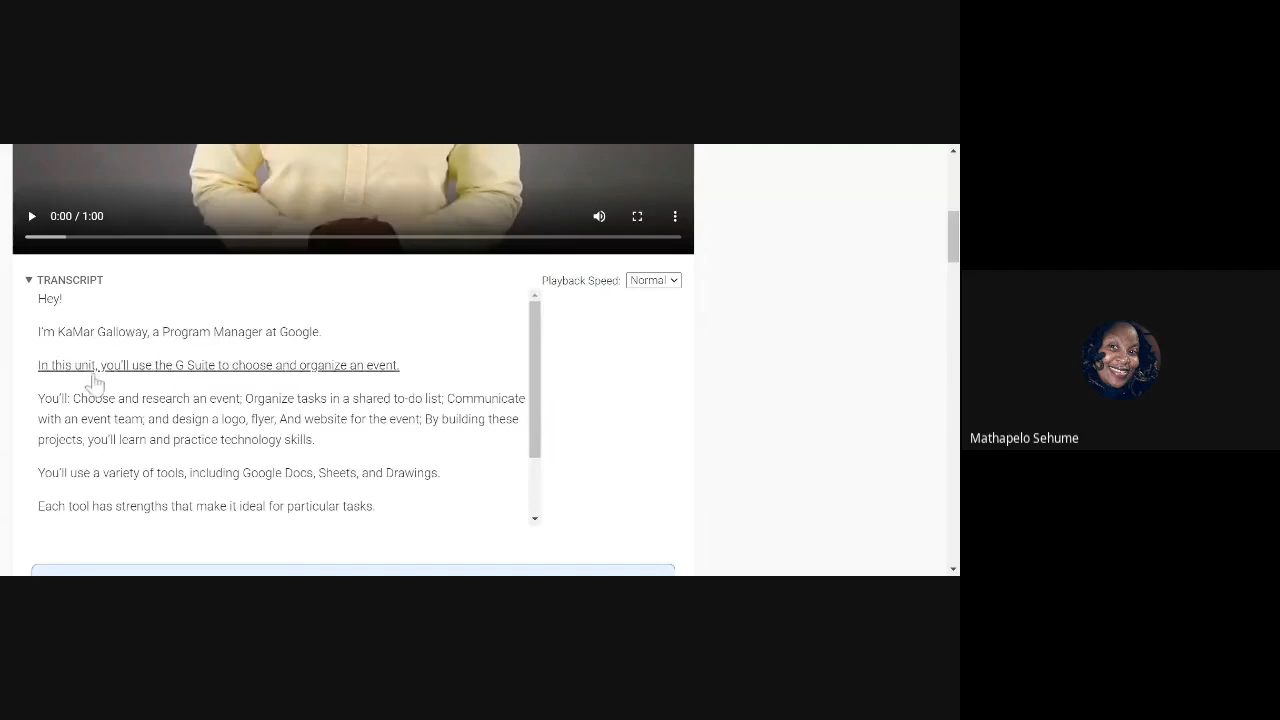 0:00 / 1:00
TRANSCRIPT
Playback Speed: Normal
Hey!
I'm KaMar Galloway, a Program Manager at Google.
In this unit, you'll use the G Suite to choose and organize an event.
You'll: Choose and research an event; Organize tasks in a shared to-do list; Communicate
with an event team; and design a logo, flyer, And website for the event; By building these
projects, you'll learn and practice technology skills.
You'll use a variety of tools, including Google Docs, Sheets, and Drawings.
Each tool has strengths that make it ideal for particular tasks.
Mathapelo Sehume